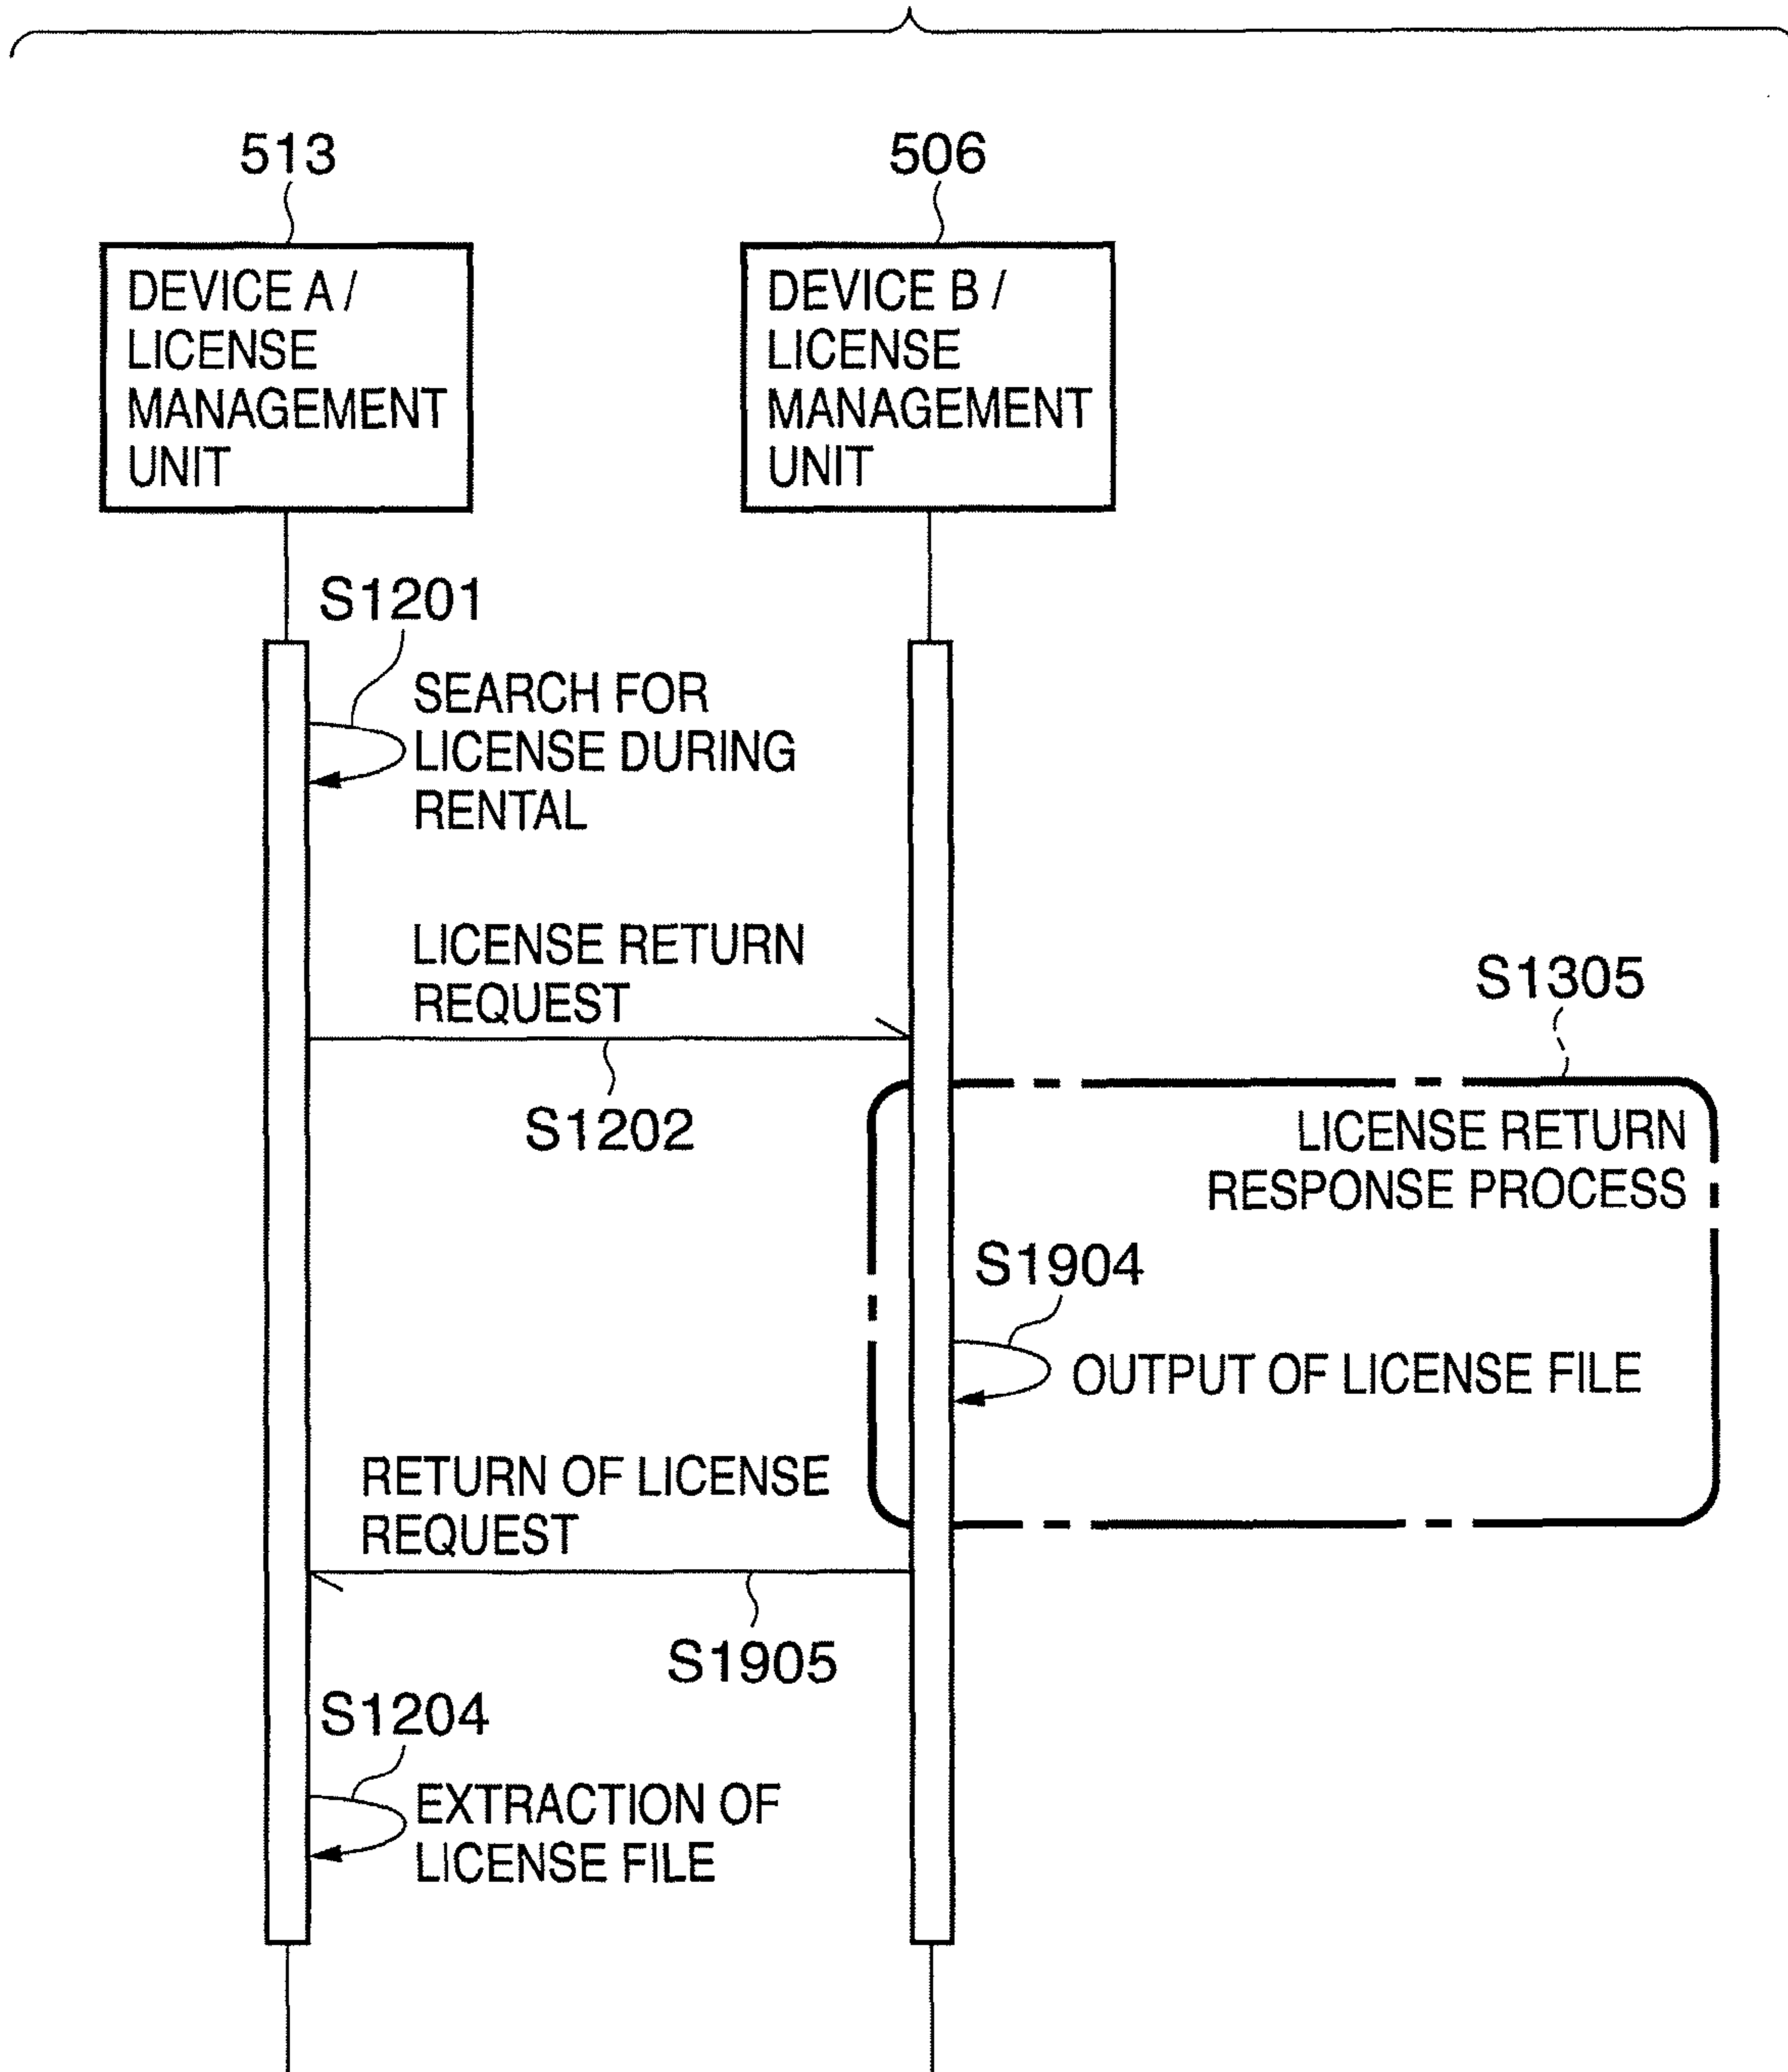 513
506
DEVICE A /
LICENSE
MANAGEMENT
UNIT
DEVICE B /
LICENSE
MANAGEMENT
UNIT
S1201
SEARCH FOR
LICENSE DURING
RENTAL
LICENSE RETURN
REQUEST
S1202
S1305
LICENSE RETURN
RESPONSE PROCESS
S1904
OUTPUT OF LICENSE FILE
RETURN OF LICENSE
REQUEST
S1905
S1204
EXTRACTION OF
LICENSE FILE